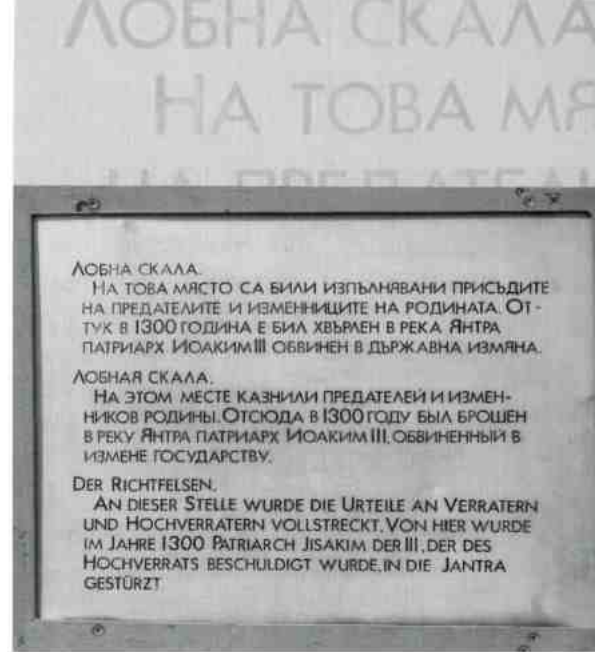 ЛОБНА СКАЛА
НА ТОВА МЯ
НА ПРЕДАТЕЛ
ЛОБНА СКАЛА.
НА ТОВА МЯСТО СА БИЛИ ИЗПЪЛНЯВАНИ ПРИСЪДИТЕ
НА ПРЕДАТЕЛИТЕ И ИЗМЕННИЦИТЕ НА РОДИНАТА. ОТ-
ТУК В 1300 ГОДИНА Е БИЛ ХВЪРЛЕН В РЕКА ЯНТРА
ПАТРИАРХ ИОАКИМ III ОБВИНЕН В ДЪРЖАВНА ИЗМЯНА.
ЛОБНАЯ СКАЛА.
НА ЭТОМ МЕСТЕ КАЗНИЛИ ПРЕДАТЕЛЕЙ И ИЗМЕН-
НИКОВ РОДИНЫ. ОТСЮДА В 1300 ГОДУ БЫЛ БРОШЕН
В РЕКУ ЯНТРА ПАТРИАРХ ИОАКИМ III, ОБВИНЕННЫЙ В
ИЗМЕНЕ ГОСУДАРСТВУ.
DER RICHTFELSEN.
AN DIESER STELLE WURDE DIE URTEILE AN VERRATERN
UND HOCHVERRATERN VOLLSTRECKT. VON HIER WURDE
IM JAHRE 1300 PATRIARCH JISAKIM DER III, DER DES
HOCHVERRATS BESCHULDIGT WURDE, IN DIE JANTRA
GESTÜRZT